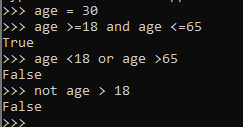 >>> age = 30
>>> age >=18 and age <=65
True
>>> age <18 or age >65
False
>>> not age > 18
False
>>>